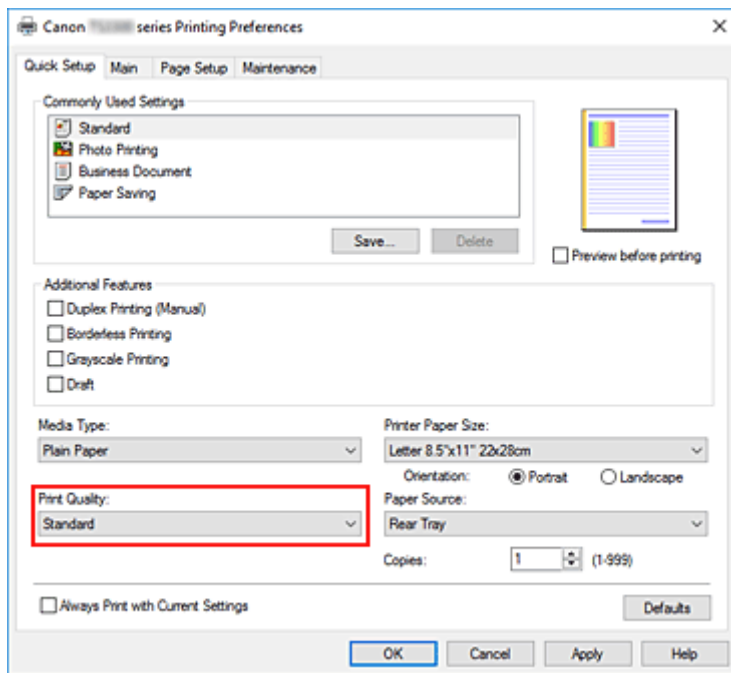 Canon series Printing Preferences
Quick Setup Main Page Setup Maintenance
Commonly Used Settings
Standard
Photo Printing
Business Document
Paper Saving
Save... Delete
Preview before printing
Additional Features
Duplex Printing (Manual)
Borderless Printing
Grayscale Printing
Draft
Media Type: Printer Paper Size:
Plain Paper Letter 8.5"x11" 22x28cm
Orientation: Portrait Landscape
Print Quality: Paper Source:
Standard Rear Tray
Copies: 1 (1-999)
Always Print with Current Settings Defaults
OK Cancel Apply Help